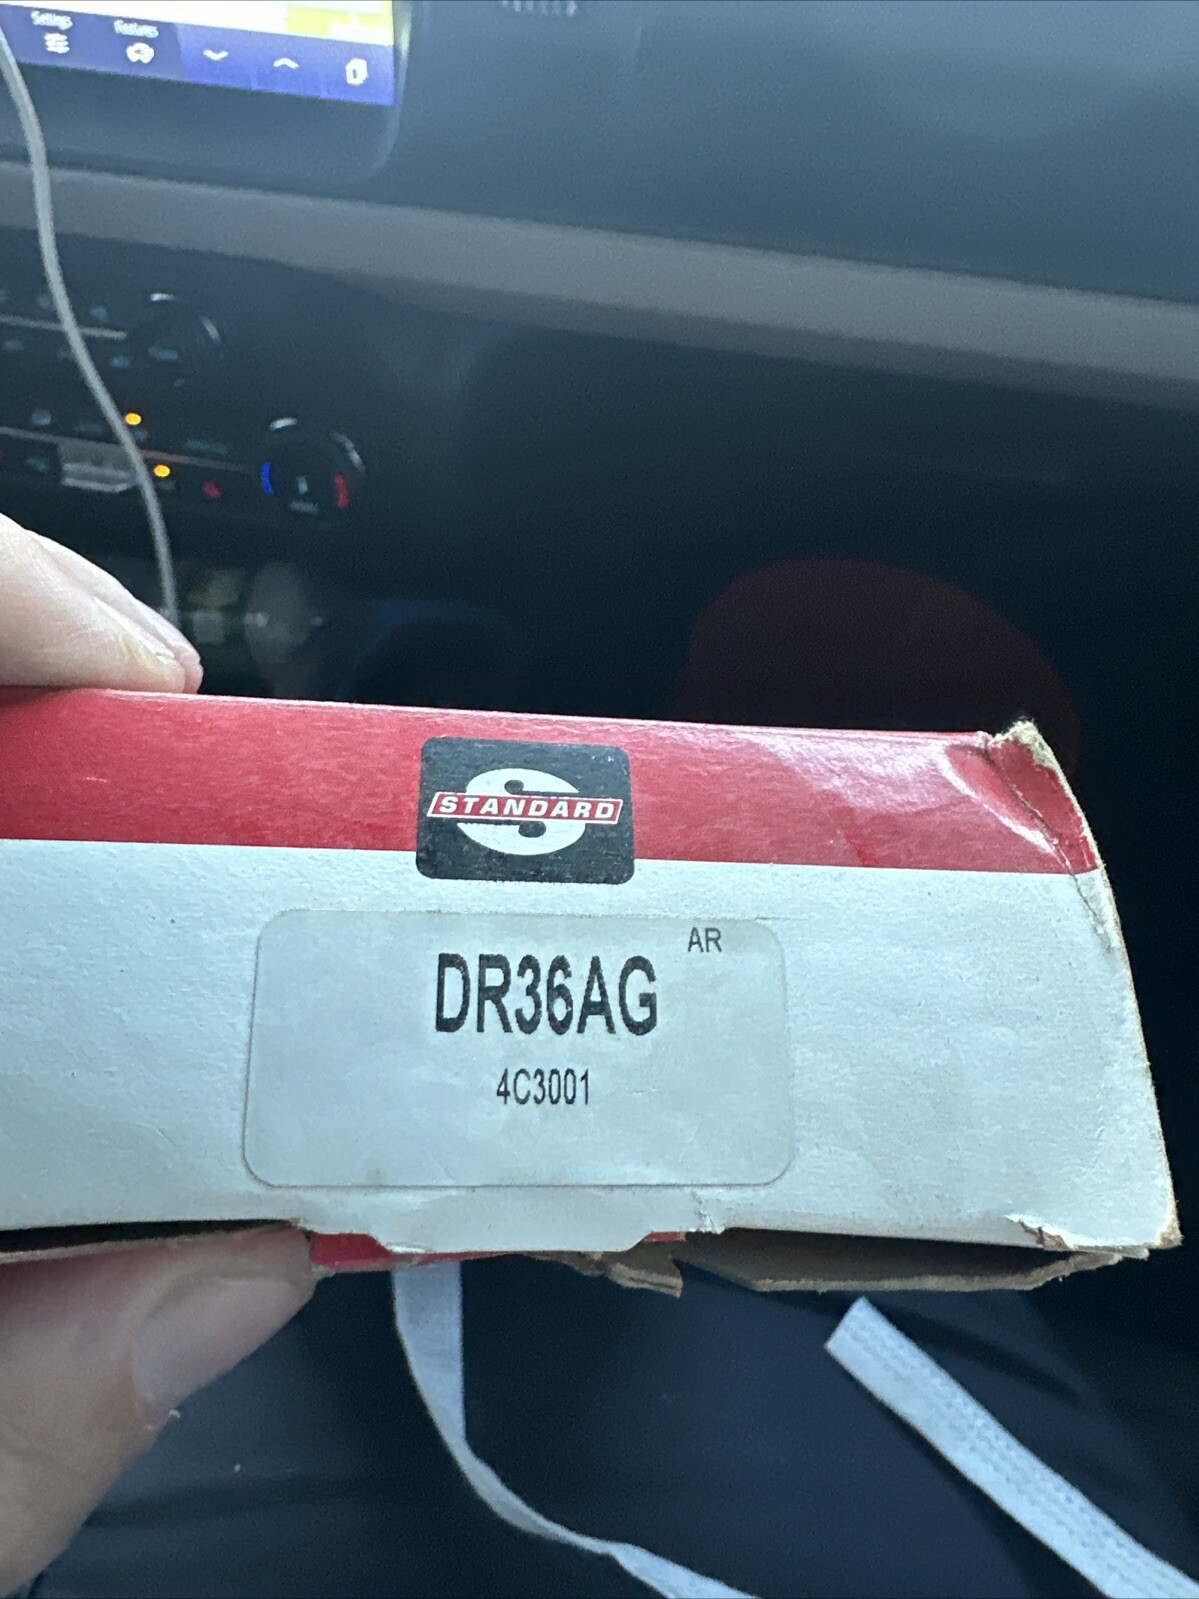 Settings
Features
STANDARD
AR
DR36AG
4C3001